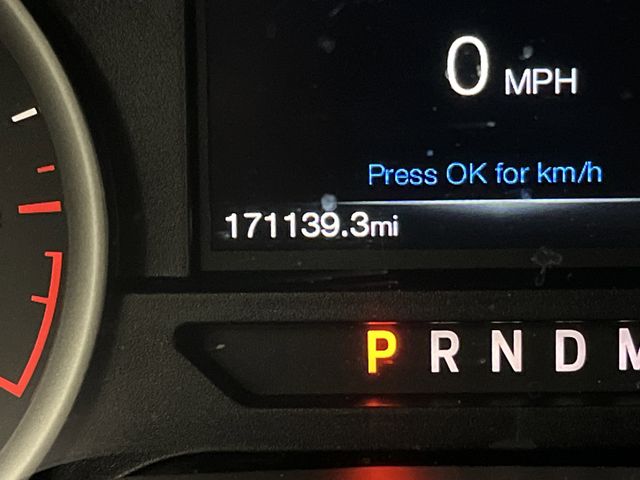 0 MPH
Press OK for km/h
171139.3mi
P R N D M